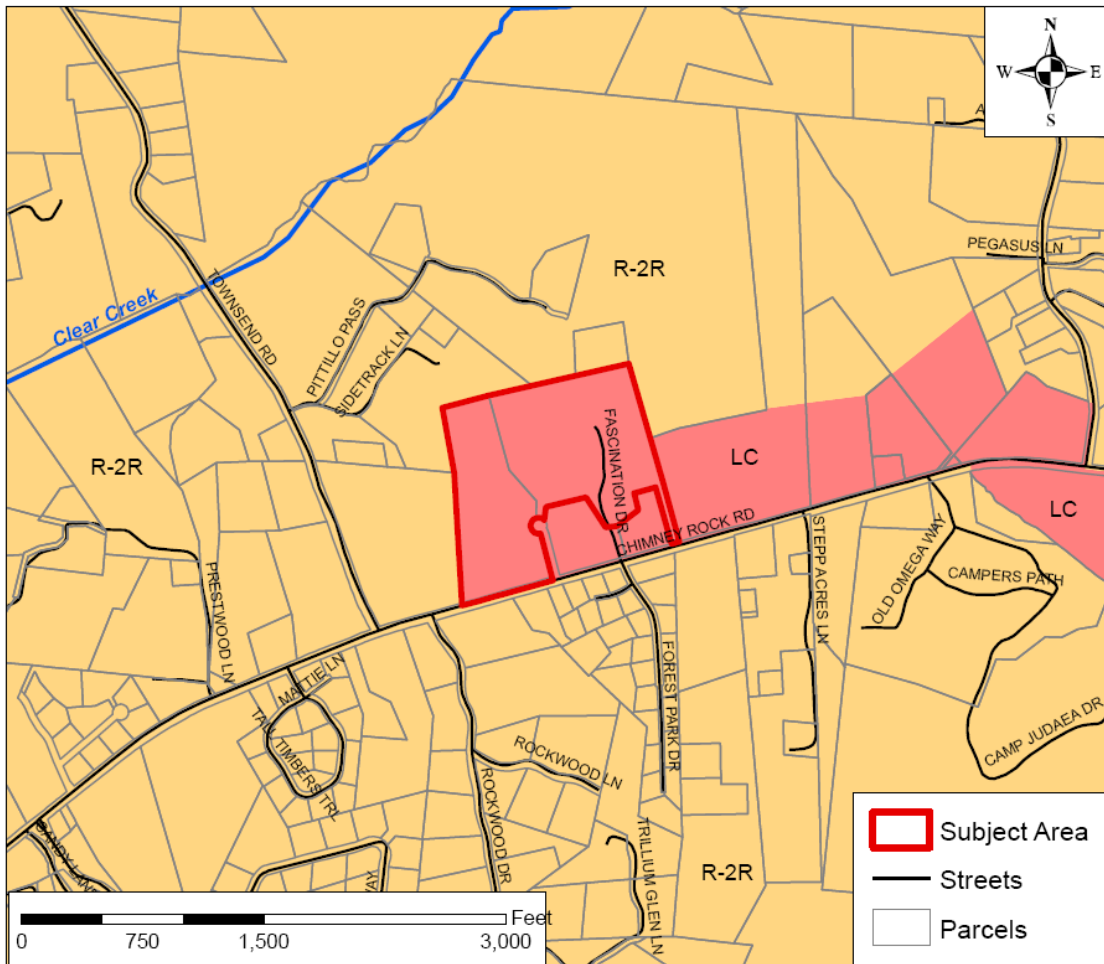 N
W E
S
A
PEGASUS LN
R-2R
TOWNSEND RD
Clear Creek
PITTILLO PASS
SIDETRACK LN
R-2R
FASCINATION DR
LC
CHIMNEY ROCK RD
LC
OLD OMEGA WAY
CAMPERS PATH
STEPP ACRES LN
PRESTWOOD LN
MATTIE LN
FOREST PARK DR
TALL TIMBERS TRL
ROCKWOOD LN
ROCKWOOD DR
CAMP JUDAEA DR
TRILLIUM GLEN LN
R-2R
WAY
Subject Area
Streets
Parcels
Feet
0 750 1,500 3,000